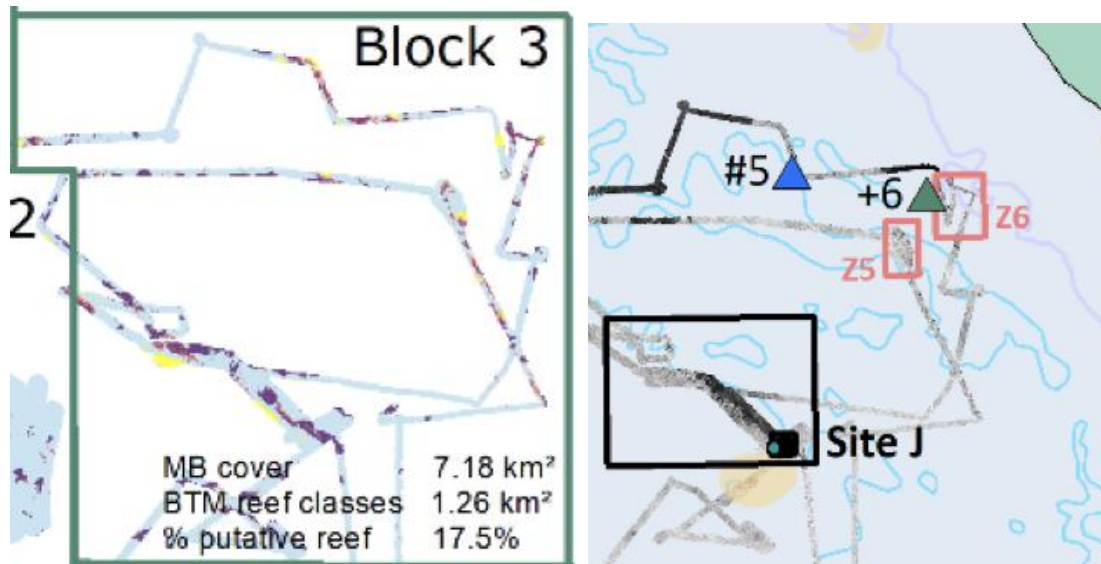 Block 3
2
MB cover 7.18 km²
BTM reef classes 1.26 km²
% putative reef 17.5%
#5
+6
Z6
Z5
Site J